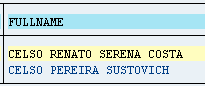 FULLNAME
CELSO RENATO SERENA COSTA
CELSO PEREIRA SUSTOVICH